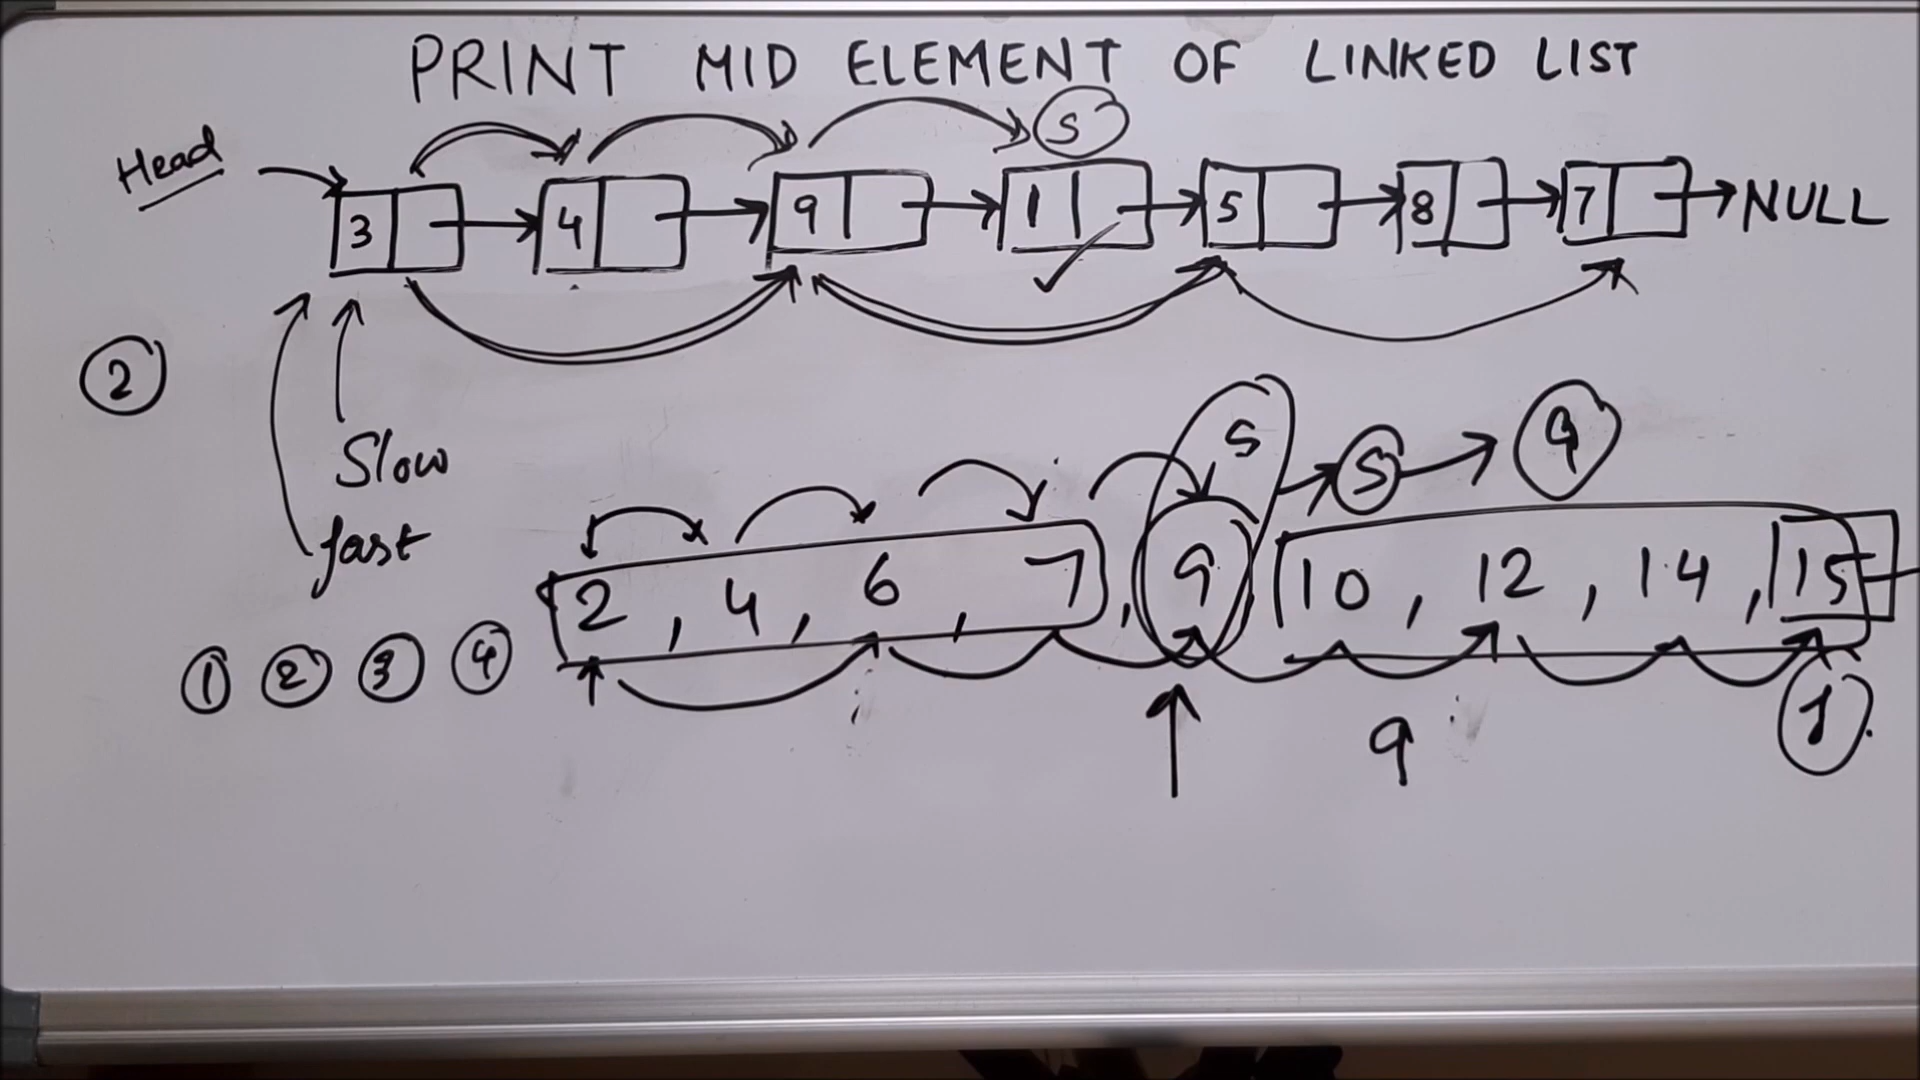 PRINT MID ELEMENT OF LINKED LIST
S
Head
3 4 9 1 5 8 7 NULL
2
S S 9
Slow
fast
2 , 4 , 6 , 7 , 9 10 , 12 , 14 , 15
1 2 3 4
9
f